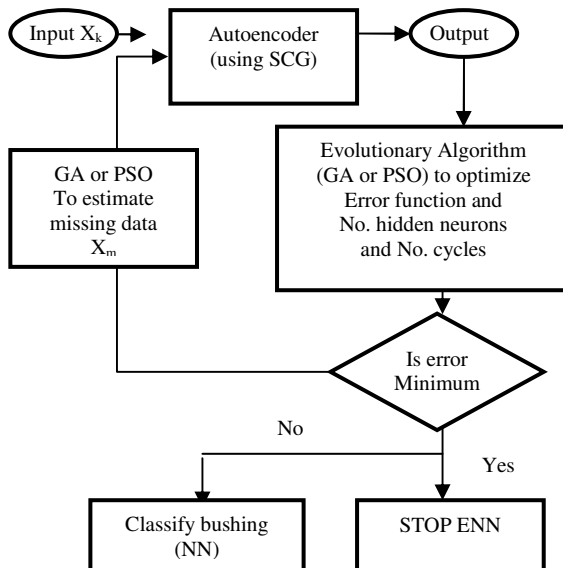 Input Xk
Autoencoder
(using SCG)
Output
GA or PSO
To estimate
missing data
Xm
Evolutionary Algorithm
(GA or PSO) to optimize
Error function and
No. hidden neurons
and No. cycles
Is error
Minimum
No
Yes
Classify bushing
(NN)
STOP ENN